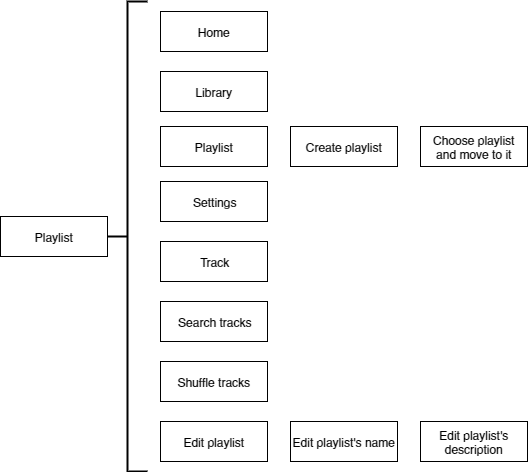 Home
Library
Playlist
Create playlist
Choose playlist
and move to it
Settings
Playlist
Track
Search tracks
Shuffle tracks
Edit playlist
Edit playlist's name
Edit playlist's
description